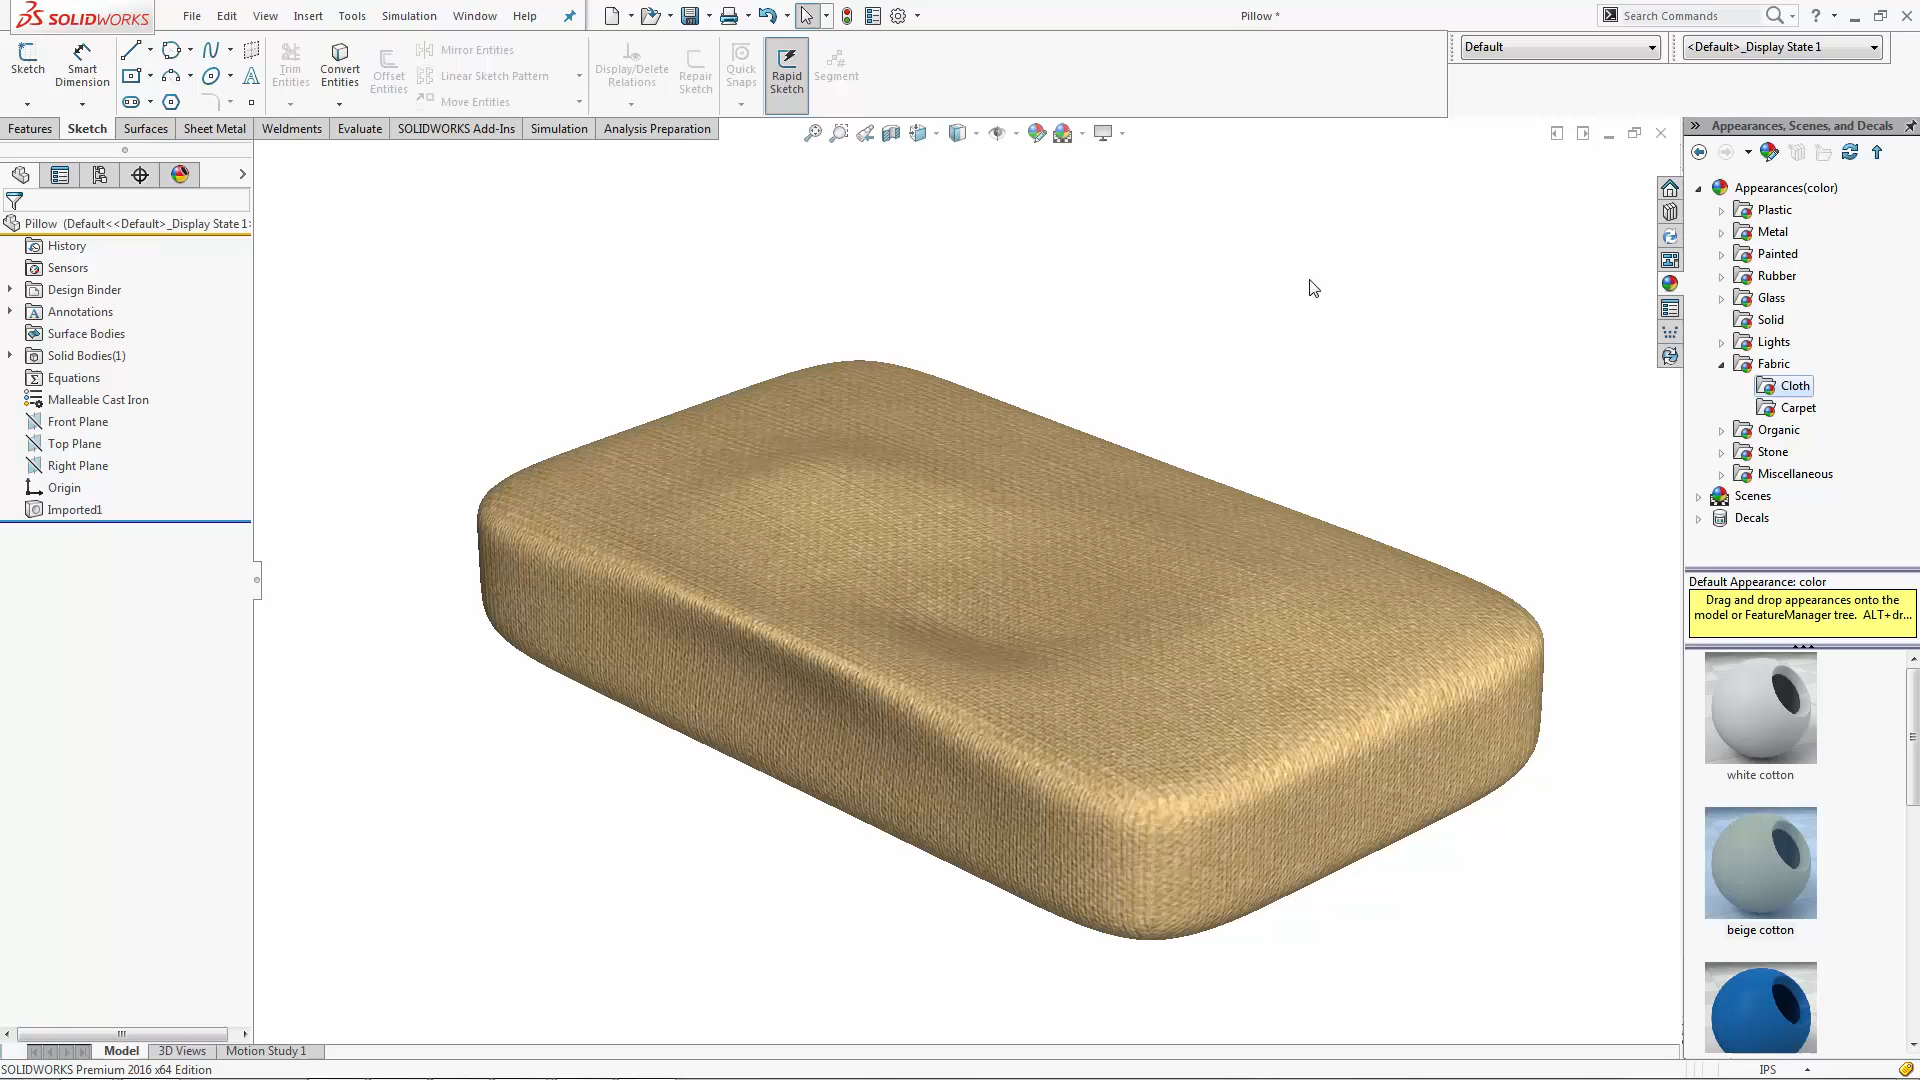 SOLIDWORKS
File Edit View Insert Tools Simulation Window Help
Pillow *
Search Commands
Sketch
Smart Dimension
Trim Entities
Convert Entities
Offset Entities
Mirror Entities
Linear Sketch Pattern
Move Entities
Display/Delete Relations
Repair Sketch
Quick Snaps
Rapid Sketch
Segment
Default
<Default>_Display State 1
Features Sketch Surfaces Sheet Metal Weldments Evaluate SOLIDWORKS Add-Ins Simulation Analysis Preparation
Pillow (Default<<Default>_Display State 1>
History
Sensors
Design Binder
Annotations
Surface Bodies
Solid Bodies(1)
Equations
Malleable Cast Iron
Front Plane
Top Plane
Right Plane
Origin
Imported1
Appearances, Scenes, and Decals
Appearances(color)
Plastic
Metal
Painted
Rubber
Glass
Solid
Lights
Fabric
Cloth
Carpet
Organic
Stone
Miscellaneous
Scenes
Decals
Default Appearance: color
Drag and drop appearances onto the
model or FeatureManager tree. ALT+dr...
white cotton
beige cotton
Model 3D Views Motion Study 1
SOLIDWORKS Premium 2016 x64 Edition
IPS